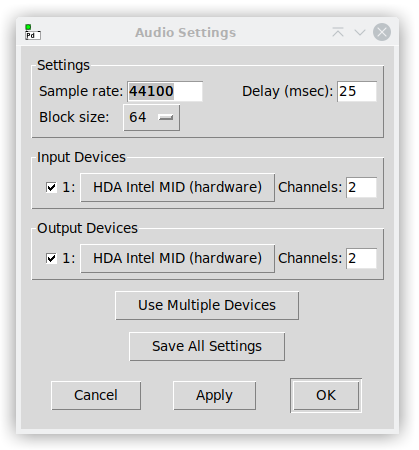 Pd
Audio Settings
Settings
Sample rate: 44100 Delay (msec): 25
Block size: 64
Input Devices
1: HDA Intel MID (hardware) Channels: 2
Output Devices
1: HDA Intel MID (hardware) Channels: 2
Use Multiple Devices
Save All Settings
Cancel Apply OK